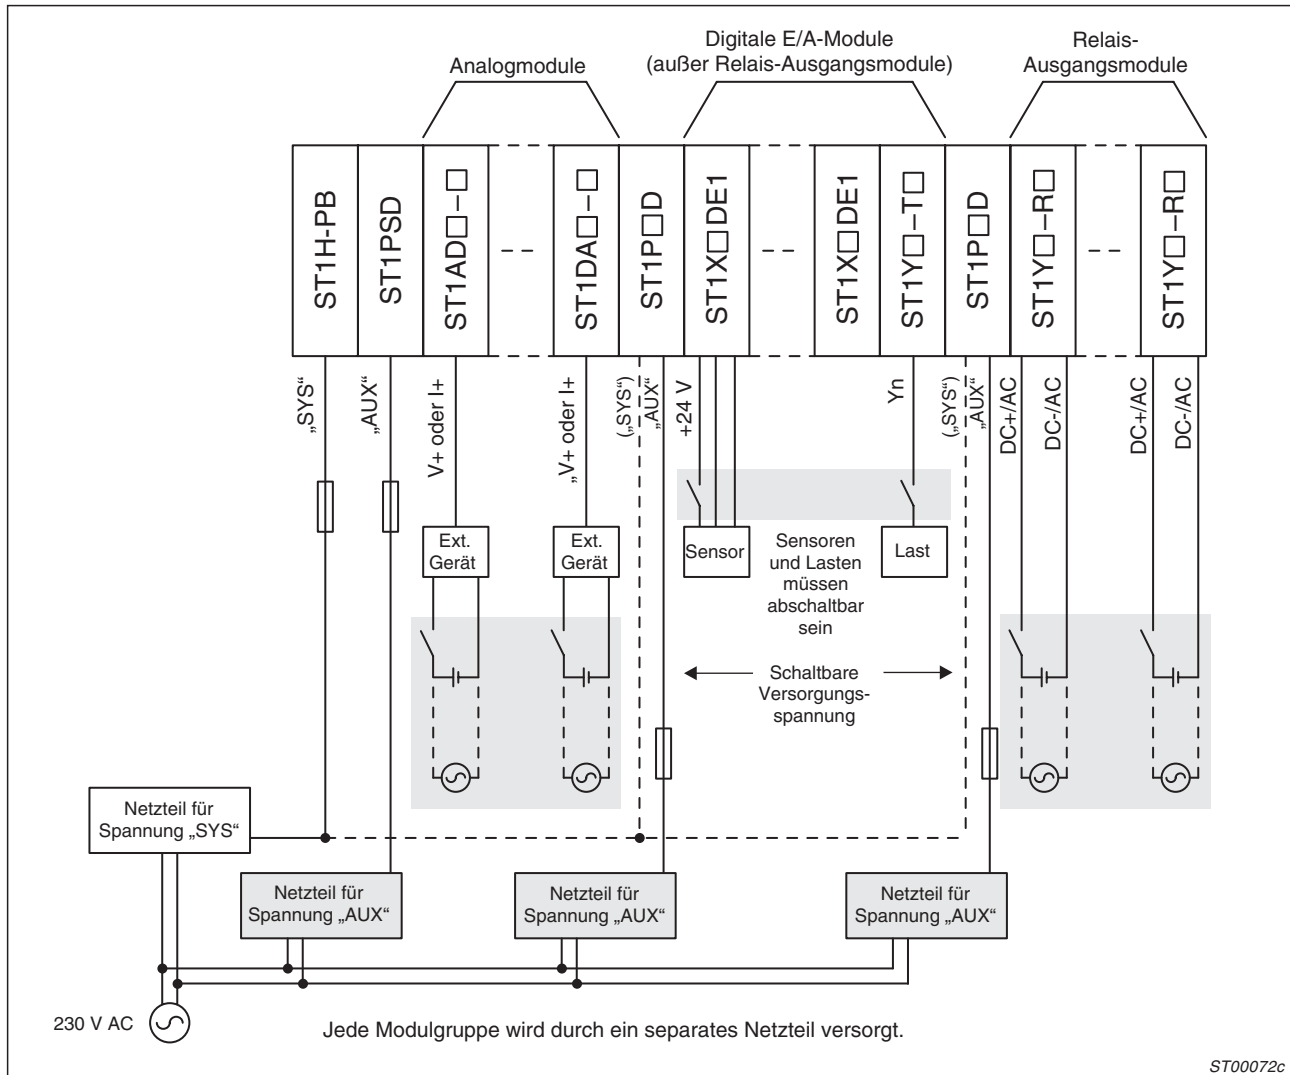 Analogmodule
Digitale E/A-Module
(außer Relais-Ausgangsmodule)
Relais-
Ausgangsmodule
ST1H-PB
ST1PSD
ST1AD□–□
ST1DA□–□
ST1P□D
ST1X□DE1
ST1X□DE1
ST1Y□–T□
ST1P□D
ST1Y□–R□
ST1Y□–R□
„SYS“
„AUX“
V+ oder I+
„V+ oder I+
(„SYS“)
„AUX“
+24 V
Yn
(„SYS“)
„AUX“
DC+/AC
DC-/AC
DC+/AC
DC-/AC
Ext.
Gerät
Ext.
Gerät
Sensor
Sensoren
und Lasten
müssen
abschaltbar
sein
Last
Schaltbare
Versorgungs-
spannung
Netzteil für
Spannung „SYS“
Netzteil für
Spannung „AUX“
Netzteil für
Spannung „AUX“
Netzteil für
Spannung „AUX“
230 V AC
Jede Modulgruppe wird durch ein separates Netzteil versorgt.
ST00072c